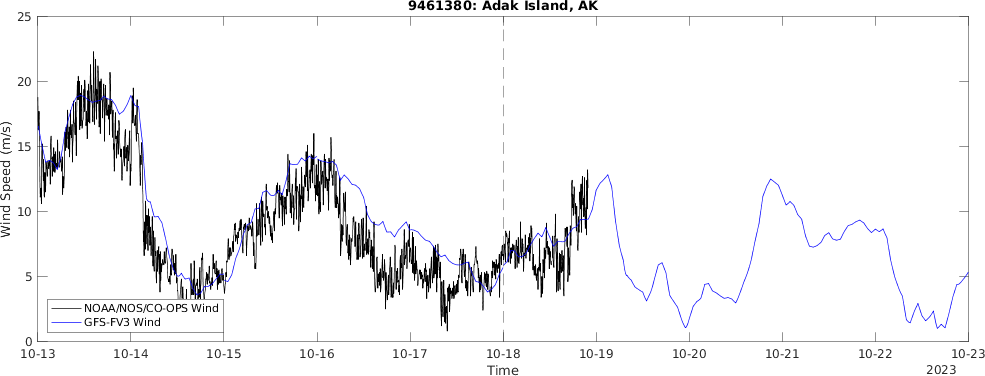 9461380: Adak Island, AK
Wind Speed (m/s)
25
20
15
10
5
0
NOAA/NOS/CO-OPS Wind
GFS-FV3 Wind
10-13 10-14 10-15 10-16 10-17 10-18 10-19 10-20 10-21 10-22 10-23
Time
2023